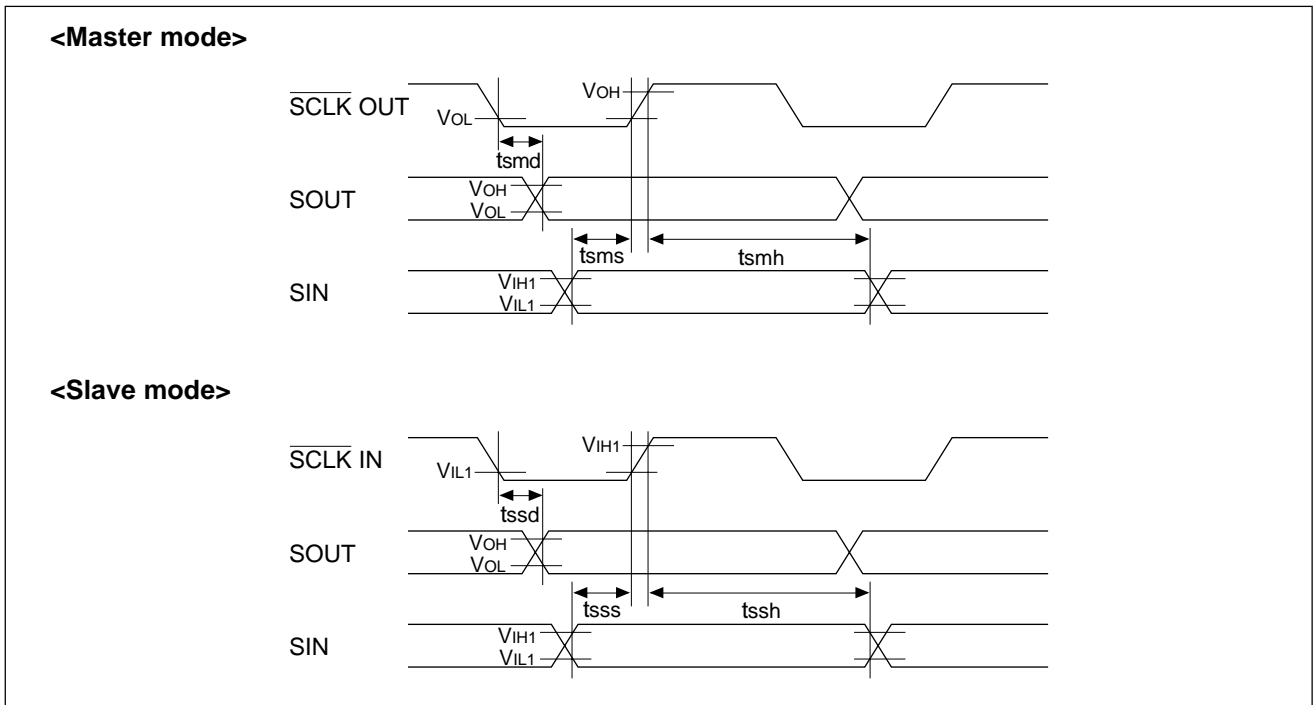 <Master mode>
SCLK OUT
VOH
VOL
tsmd
SOUT
VOH
VOL
tsms
tsmh
SIN
VIH1
VIL1
<Slave mode>
SCLK IN
VIH1
VIL1
tssd
SOUT
VOH
VOL
tsss
tssh
SIN
VIH1
VIL1